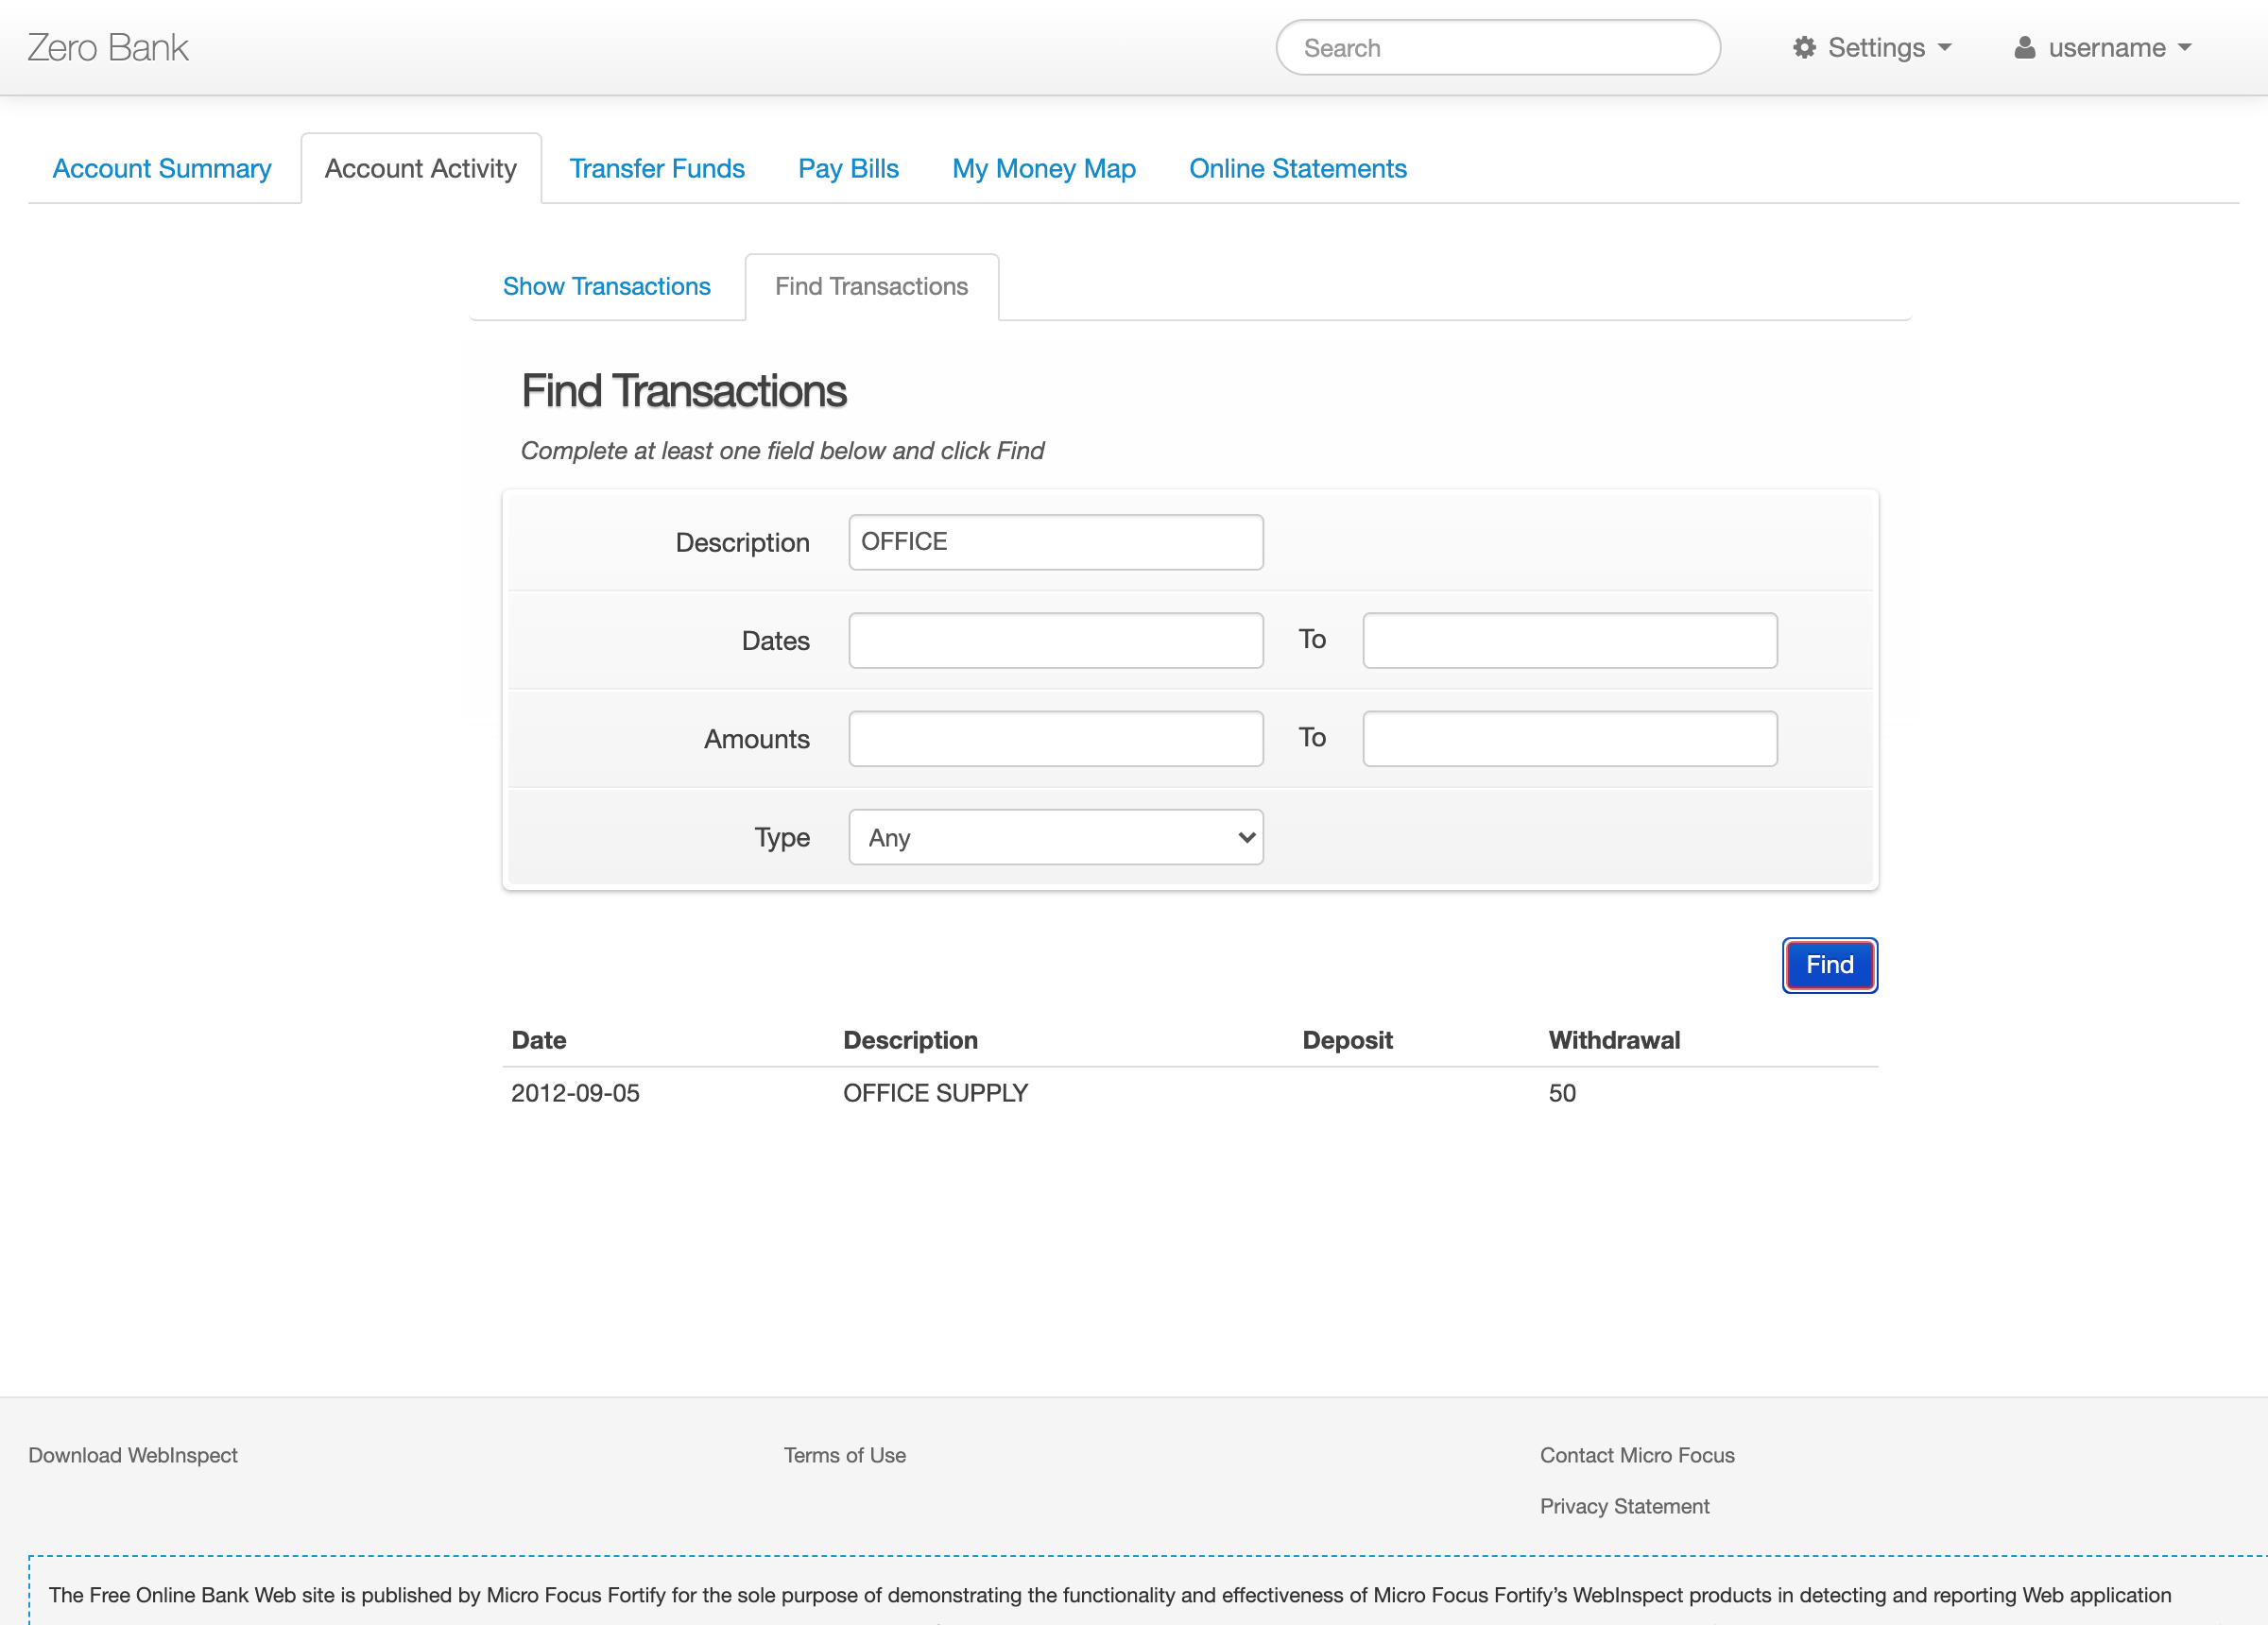 Zero Bank
Search
Settings
username
Account Summary
Account Activity
Transfer Funds
Pay Bills
My Money Map
Online Statements
Show Transactions
Find Transactions
Find Transactions
Complete at least one field below and click Find
Description OFFICE
Dates To
Amounts To
Type Any
Find
Date Description Deposit Withdrawal
2012-09-05 OFFICE SUPPLY 50
Download WebInspect
Terms of Use
Contact Micro Focus
Privacy Statement
The Free Online Bank Web site is published by Micro Focus Fortify for the sole purpose of demonstrating the functionality and effectiveness of Micro Focus Fortify’s WebInspect products in detecting and reporting Web application